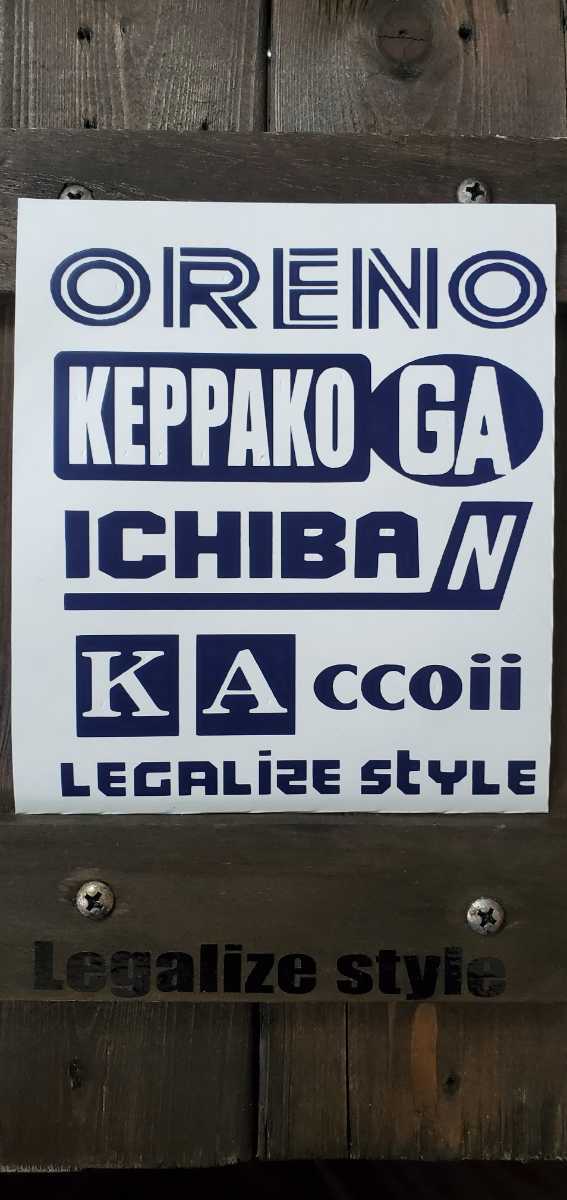 ORENO
KEPPAKO GA
ICHIBAN
KAccoii
LEGALiZE StYLE
Legalize style